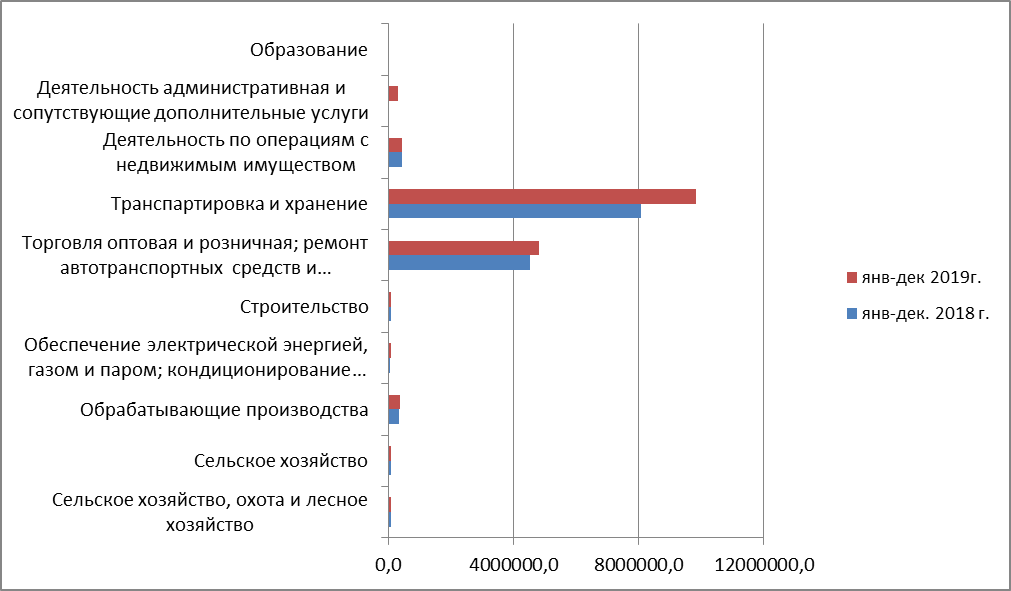 Образование
Деятельность административная и
сопутствующие дополнительные услуги
Деятельность по операциям с
недвижимым имуществом
Транспартировка и хранение
Торговля оптовая и розничная; ремонт
автотранспортных средств и...
Строительство
Обеспечение электрической энергией,
газом и паром; кондиционирование...
Обрабатывающие производства
Сельское хозяйство
Сельское хозяйство, охота и лесное
хозяйство
0,0 4000000,0 8000000,0 12000000,0
янв-дек 2019г.
янв-дек. 2018 г.